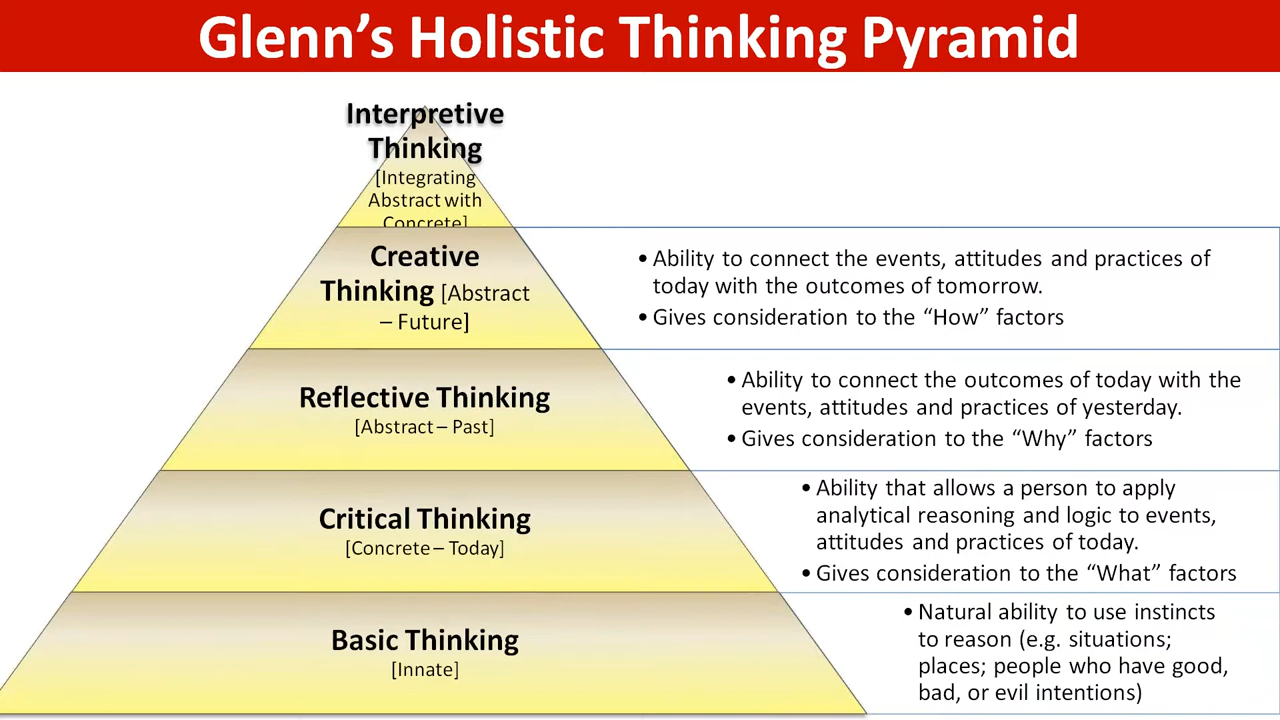 Glenn’s Holistic Thinking Pyramid
Interpretive
Thinking
[Integrating
Abstract with
Concrete]
Creative
Thinking [Abstract
– Future]
• Ability to connect the events, attitudes and practices of
today with the outcomes of tomorrow.
• Gives consideration to the “How” factors
Reflective Thinking
[Abstract – Past]
• Ability to connect the outcomes of today with the
events, attitudes and practices of yesterday.
• Gives consideration to the “Why” factors
Critical Thinking
[Concrete – Today]
• Ability that allows a person to apply
analytical reasoning and logic to events,
attitudes and practices of today.
• Gives consideration to the “What” factors
Basic Thinking
[Innate]
• Natural ability to use instincts
to reason (e.g. situations;
places; people who have good,
bad, or evil intentions)